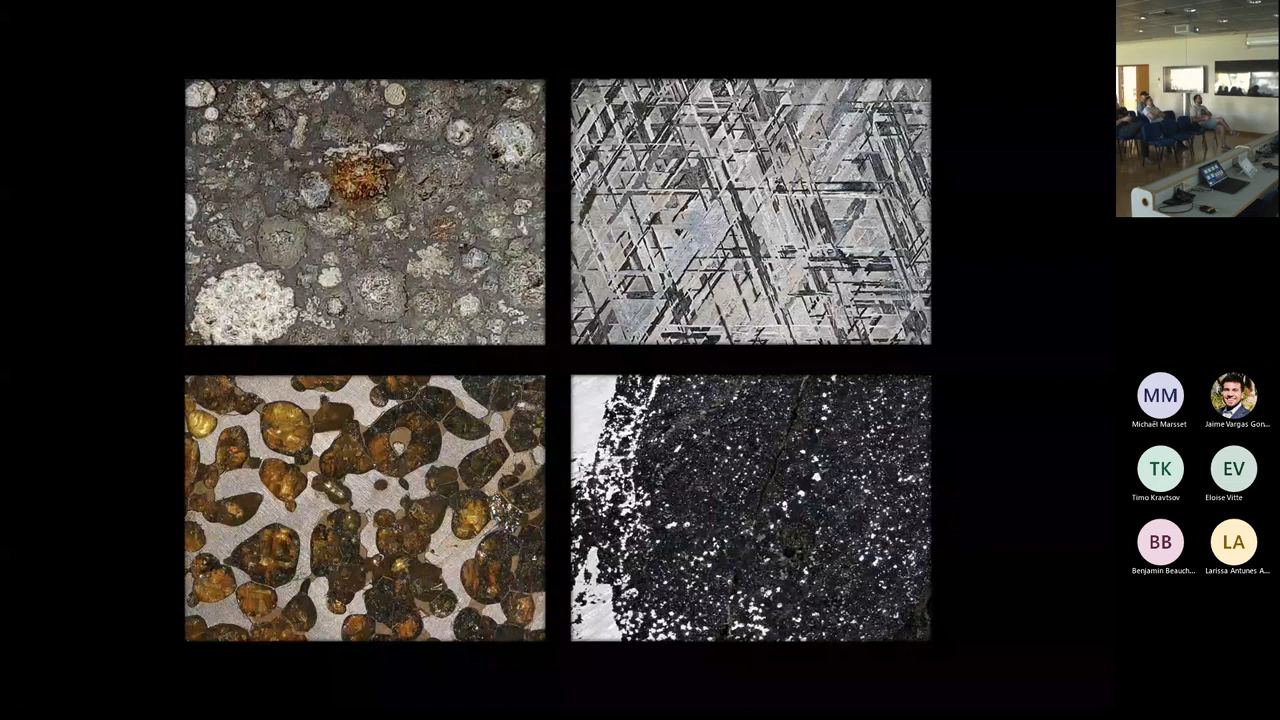 MM
Michaël Marsset
Jaime Vargas Gon...
TK
EV
Timo Kravtsov
Eloise Vitte
BB
LA
Benjamin Beauch...
Larissa Antunes A...